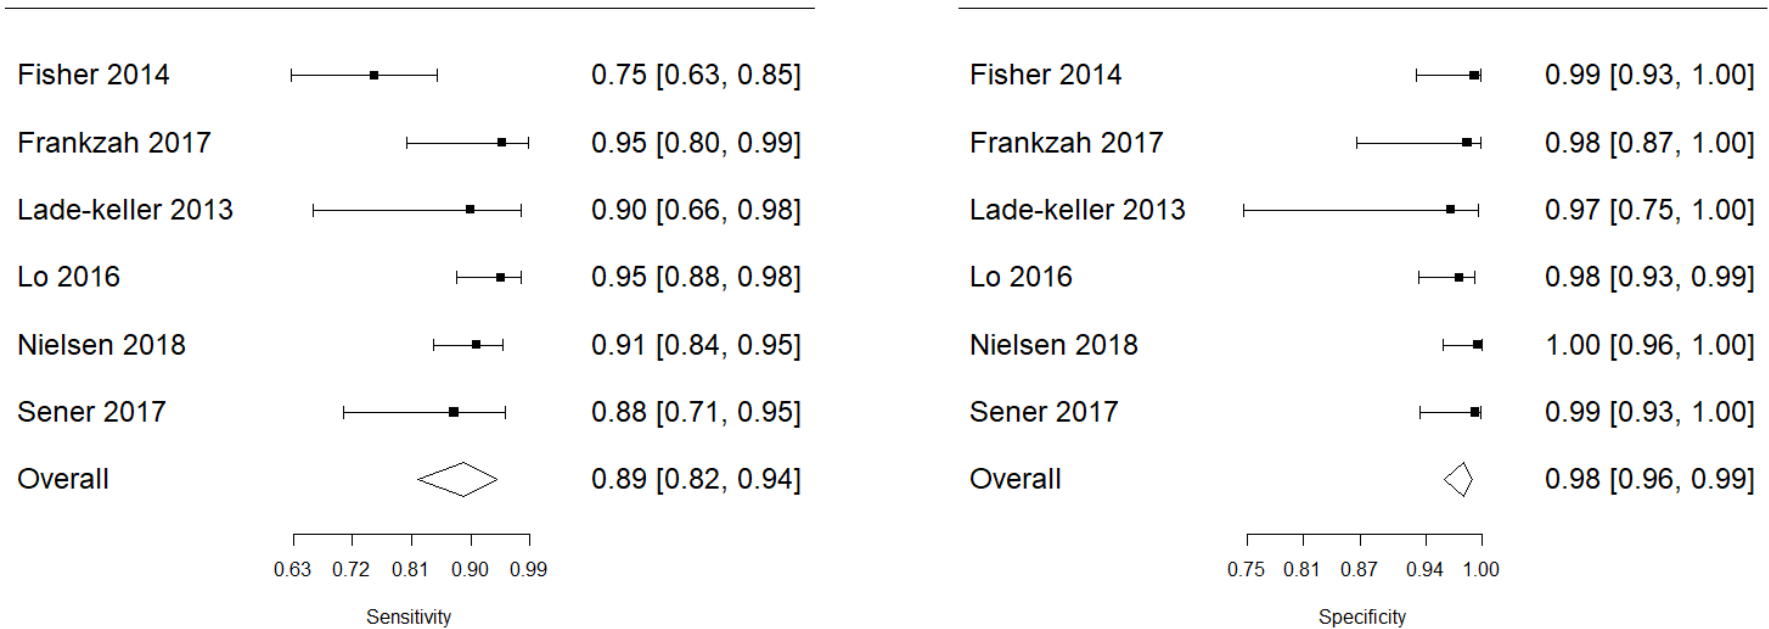 Fisher 2014 0.75 [0.63, 0.85]
Frankzah 2017 0.95 [0.80, 0.99]
Lade-keller 2013 0.90 [0.66, 0.98]
Lo 2016 0.95 [0.88, 0.98]
Nielsen 2018 0.91 [0.84, 0.95]
Sener 2017 0.88 [0.71, 0.95]
Overall 0.89 [0.82, 0.94]
0.63 0.72 0.81 0.90 0.99
Sensitivity
Fisher 2014 0.99 [0.93, 1.00]
Frankzah 2017 0.98 [0.87, 1.00]
Lade-keller 2013 0.97 [0.75, 1.00]
Lo 2016 0.98 [0.93, 0.99]
Nielsen 2018 1.00 [0.96, 1.00]
Sener 2017 0.99 [0.93, 1.00]
Overall 0.98 [0.96, 0.99]
0.75 0.81 0.87 0.94 1.00
Specificity